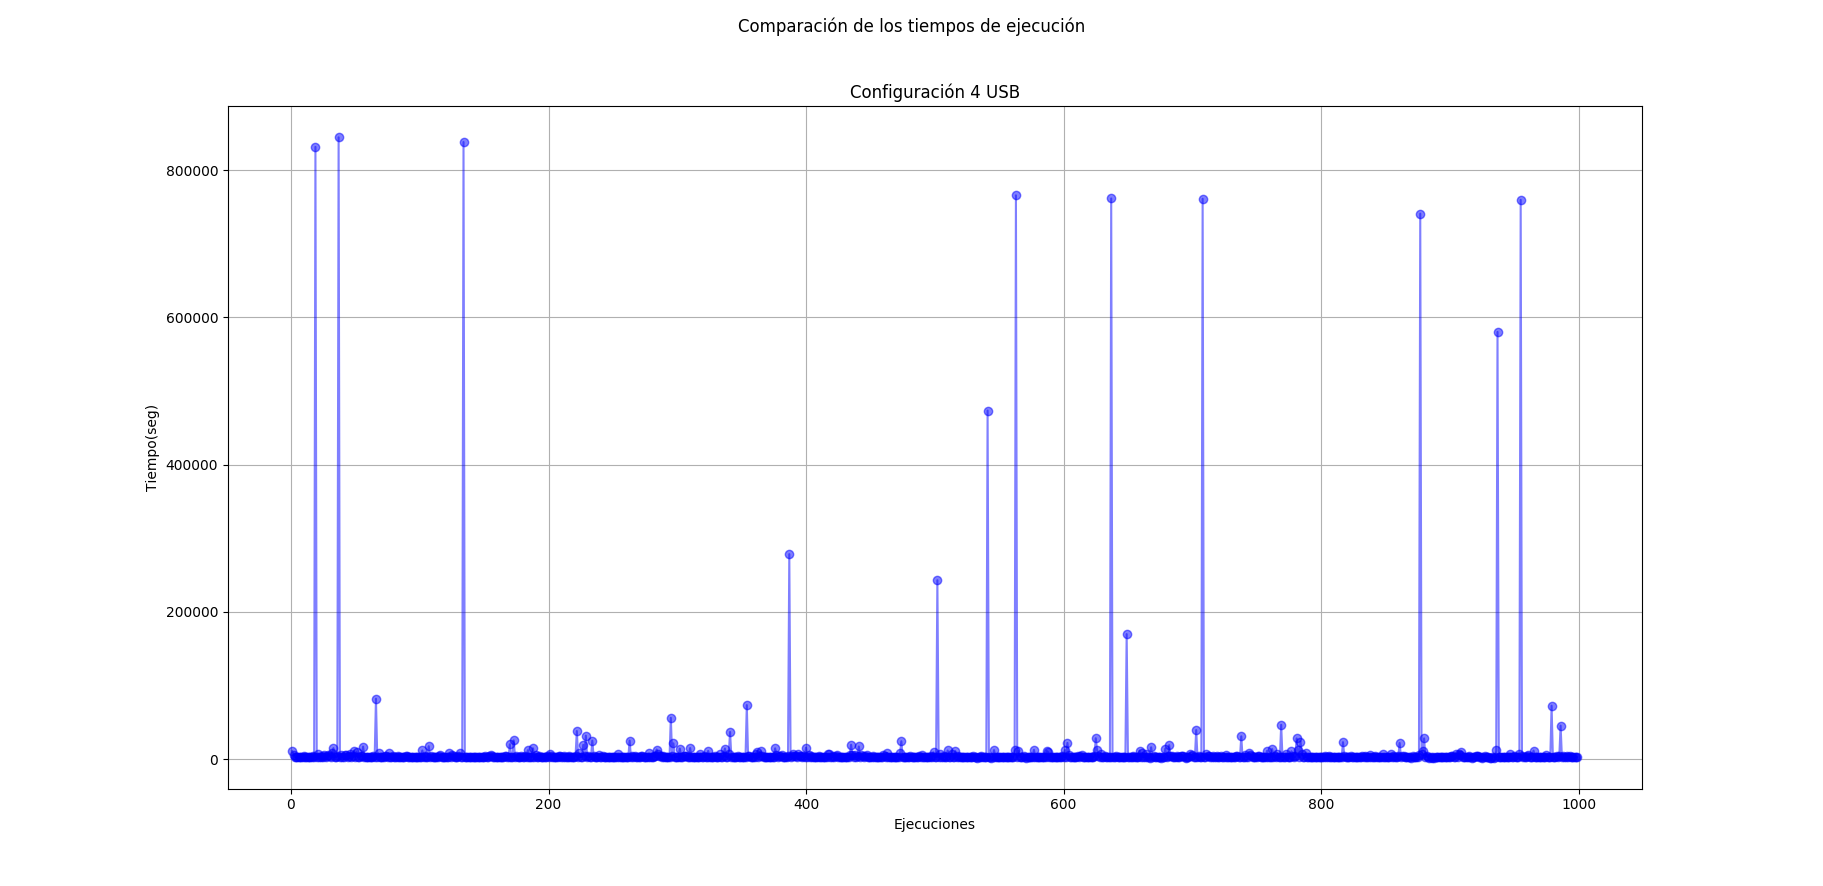 Comparación de los tiempos de ejecución
Configuración 4 USB
800000
600000
400000
200000
0
Tiempo(seg)
0 200 400 600 800 1000
Ejecuciones